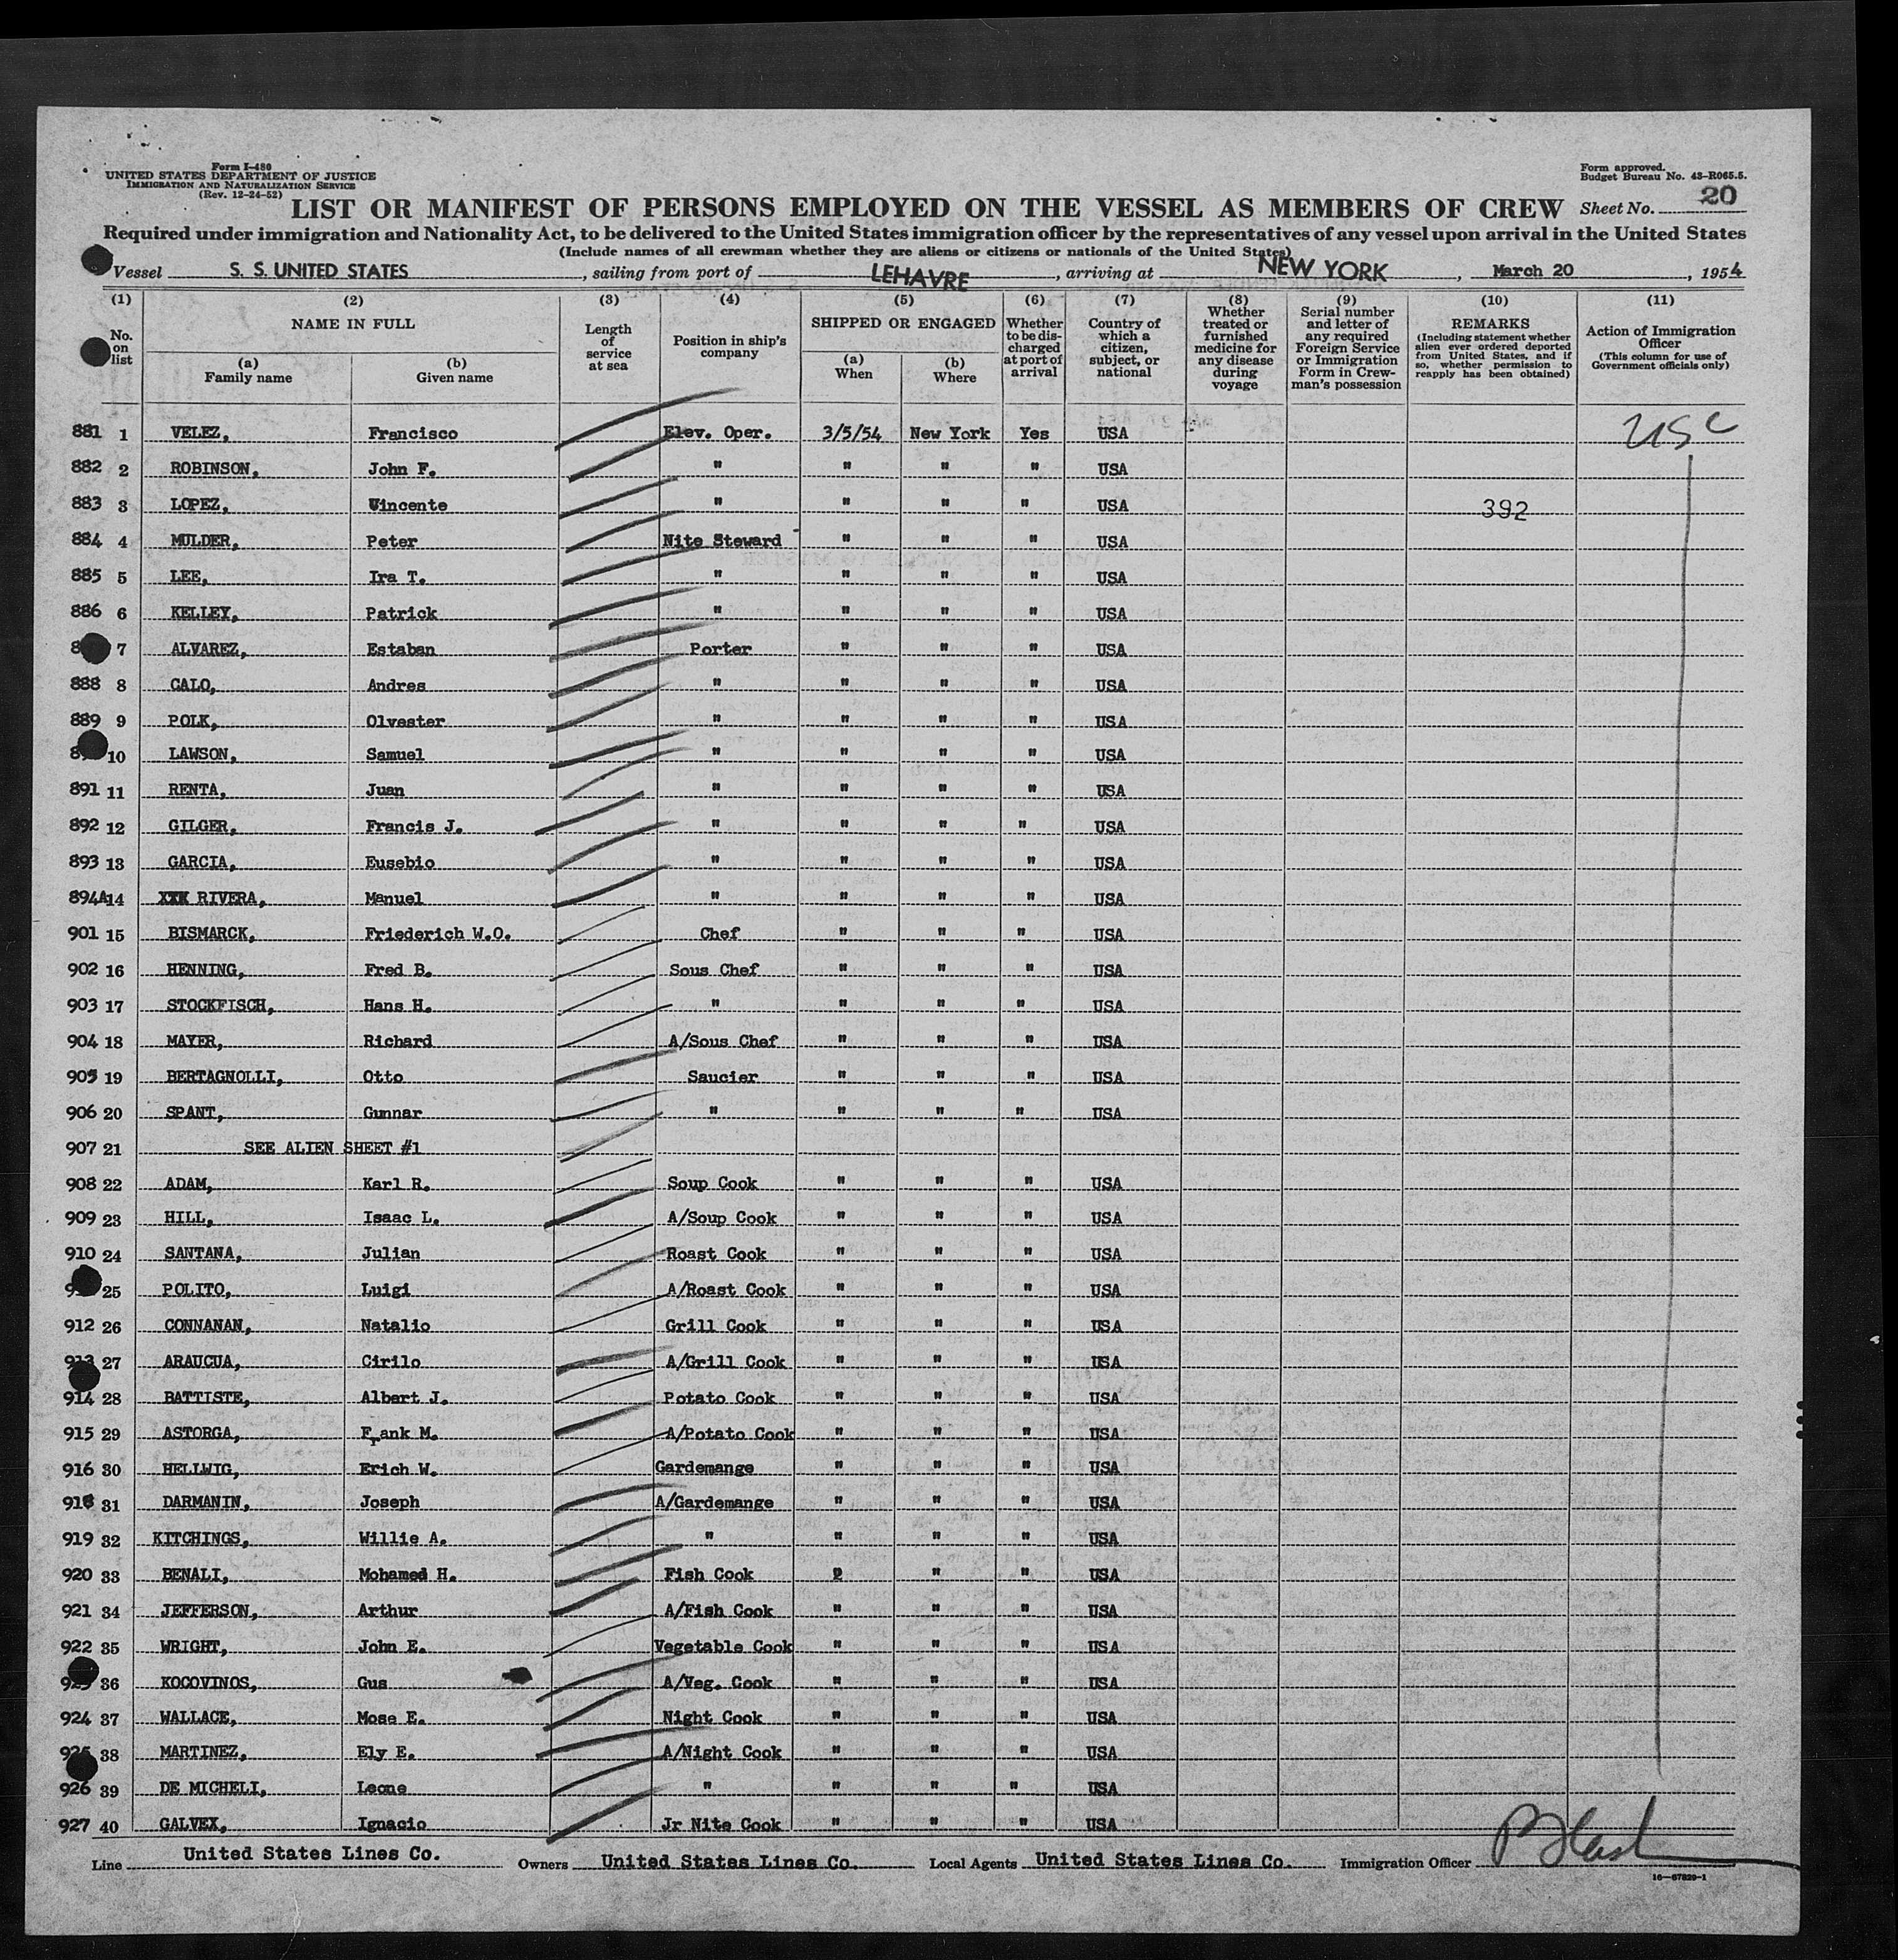 Form I-480
UNITED STATES DEPARTMENT OF JUSTICE
IMMIGRATION AND NATURALIZATION SERVICE
(Rev. 12-24-52)
Form approved.
Budget Bureau No. 43-R065.5.
LIST OR MANIFEST OF PERSONS EMPLOYED ON THE VESSEL AS MEMBERS OF CREW Sheet No. 20
Required under immigration and Nationality Act, to be delivered to the United States immigration officer by the representatives of any vessel upon arrival in the United States
(Include names of all crewman whether they are aliens or citizens or nationals of the United States)
Vessel S. S. UNITED STATES, sailing from port of LEHAVRE, arriving at NEW YORK, March 20, 1954
(1) (2) (3) (4) (5) (6) (7) (8) (9) (10) (11)
No. on list
NAME IN FULL
(a) Family name
(b) Given name
Length of service at sea
Position in ship's company
SHIPPED OR ENGAGED
(a) When
(b) Where
Whether to be discharged at port of arrival
Country of which a citizen, subject, or national
Whether treated or furnished medicine for any disease during voyage
Serial number and letter of any required Foreign Service or Immigration Form in Crewman's possession
REMARKS
(Including statement whether alien ever ordered deported from United States, and if so, whether permission to reapply has been obtained)
Action of Immigration Officer
(This column for use of Government officials only)
881 1 VELEZ, Francisco Elev. Oper. 3/5/54 New York Yes USA USC
882 2 ROBINSON, John F. " " " " USA
883 3 LOPEZ, Vincente " " " " USA 392
884 4 MULDER, Peter Nite Steward " " " USA
885 5 LEE, Ira T. " " " " USA
886 6 KELLEY, Patrick " " " " USA
8 7 ALVAREZ, Estaban Porter " " " USA
888 8 CALO, Andres " " " " USA
889 9 POLK, Olvester " " " " USA
8 10 LAWSON, Samuel " " " " USA
891 11 RENTA, Juan " " " " USA
892 12 GILGER, Francis J. " " " " USA
893 13 GARCIA, Eusebio " " " " USA
894A 14 XXX RIVERA, Manuel " " " " USA
901 15 BISMARCK, Friederich W.O. Chef " " " USA
902 16 HENNING, Fred B. Sous Chef " " " USA
903 17 STOCKFISCH, Hans H. " " " " USA
904 18 MAYER, Richard A/Sous Chef " " " USA
905 19 BERTAGNOLLI, Otto Saucier " " " USA
906 20 SPANT, Gunnar " " " " USA
907 21 SEE ALIEN SHEET #1
908 22 ADAM, Karl R. Soup Cook " " " USA
909 23 HILL, Isaac L. A/Soup Cook " " " USA
910 24 SANTANA, Julian Roast Cook " " " USA
9 25 POLITO, Luigi A/Roast Cook " " " USA
912 26 CONNANAN, Natalio Grill Cook " " " USA
913 27 ARAUCUA, Cirilo A/Grill Cook " " " USA
914 28 BATTISTE, Albert J. Potato Cook " " " USA
915 29 ASTORGA, Frank M. A/Potato Cook " " " USA
916 30 HELLWIG, Erich W. Gardemange " " " USA
918 31 DARMANIN, Joseph A/Gardemange " " " USA
919 32 KITCHINGS, Willie A. " " " " USA
920 33 BENALI, Mohamed H. Fish Cook " " " USA
921 34 JEFFERSON, Arthur A/Fish Cook " " " USA
922 35 WRIGHT, John E. Vegetable Cook " " " USA
923 36 KOCOVINOS, Gus A/Veg. Cook " " " USA
924 37 WALLACE, Mose E. Night Cook " " " USA
925 38 MARTINEZ, Ely E. A/Night Cook " " " USA
926 39 DE MICHELI, Leone " " " " USA
927 40 GALVEX, Ignacio Jr Nite Cook " " " USA
Line United States Lines Co. Owners United States Lines Co. Local Agents United States Lines Co. Immigration Officer
16—67829-1